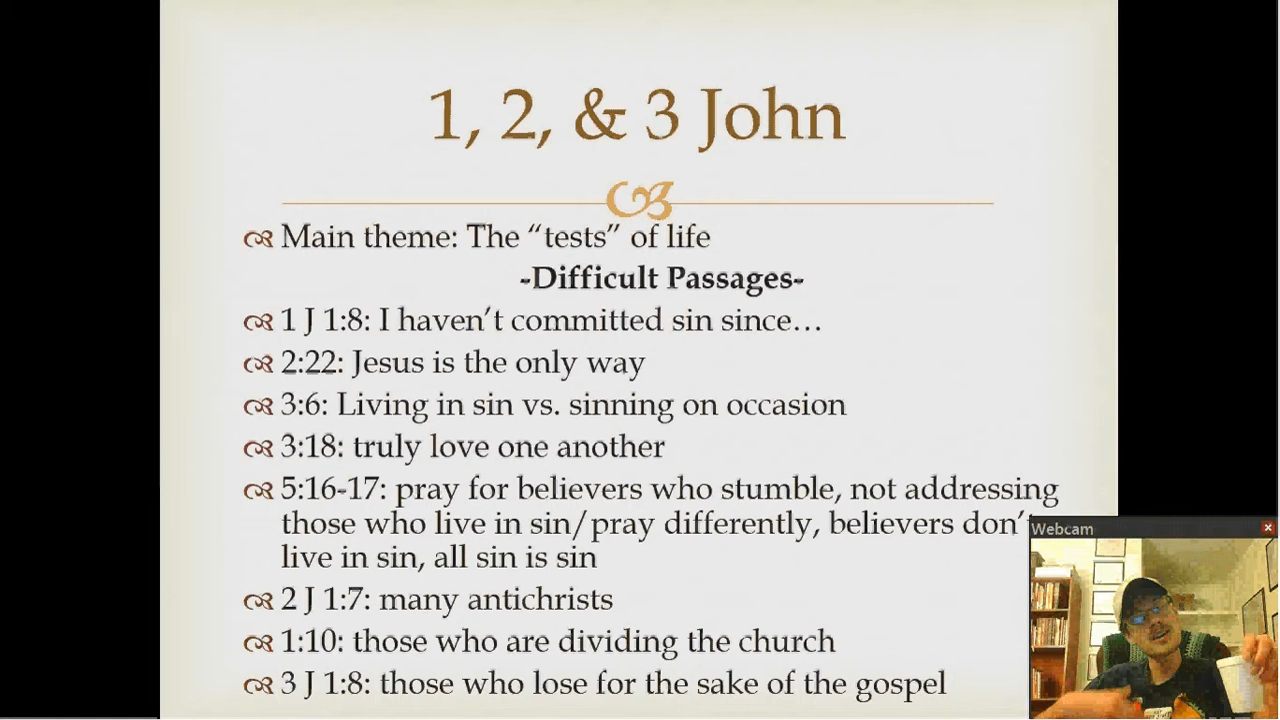 1, 2, & 3 John
Main theme: The “tests” of life
-Difficult Passages-
1 J 1:8: I haven’t committed sin since…
2:22: Jesus is the only way
3:6: Living in sin vs. sinning on occasion
3:18: truly love one another
5:16-17: pray for believers who stumble, not addressing
those who live in sin/pray differently, believers don’t
live in sin, all sin is sin
2 J 1:7: many antichrists
1:10: those who are dividing the church
3 J 1:8: those who lose for the sake of the gospel
Webcam